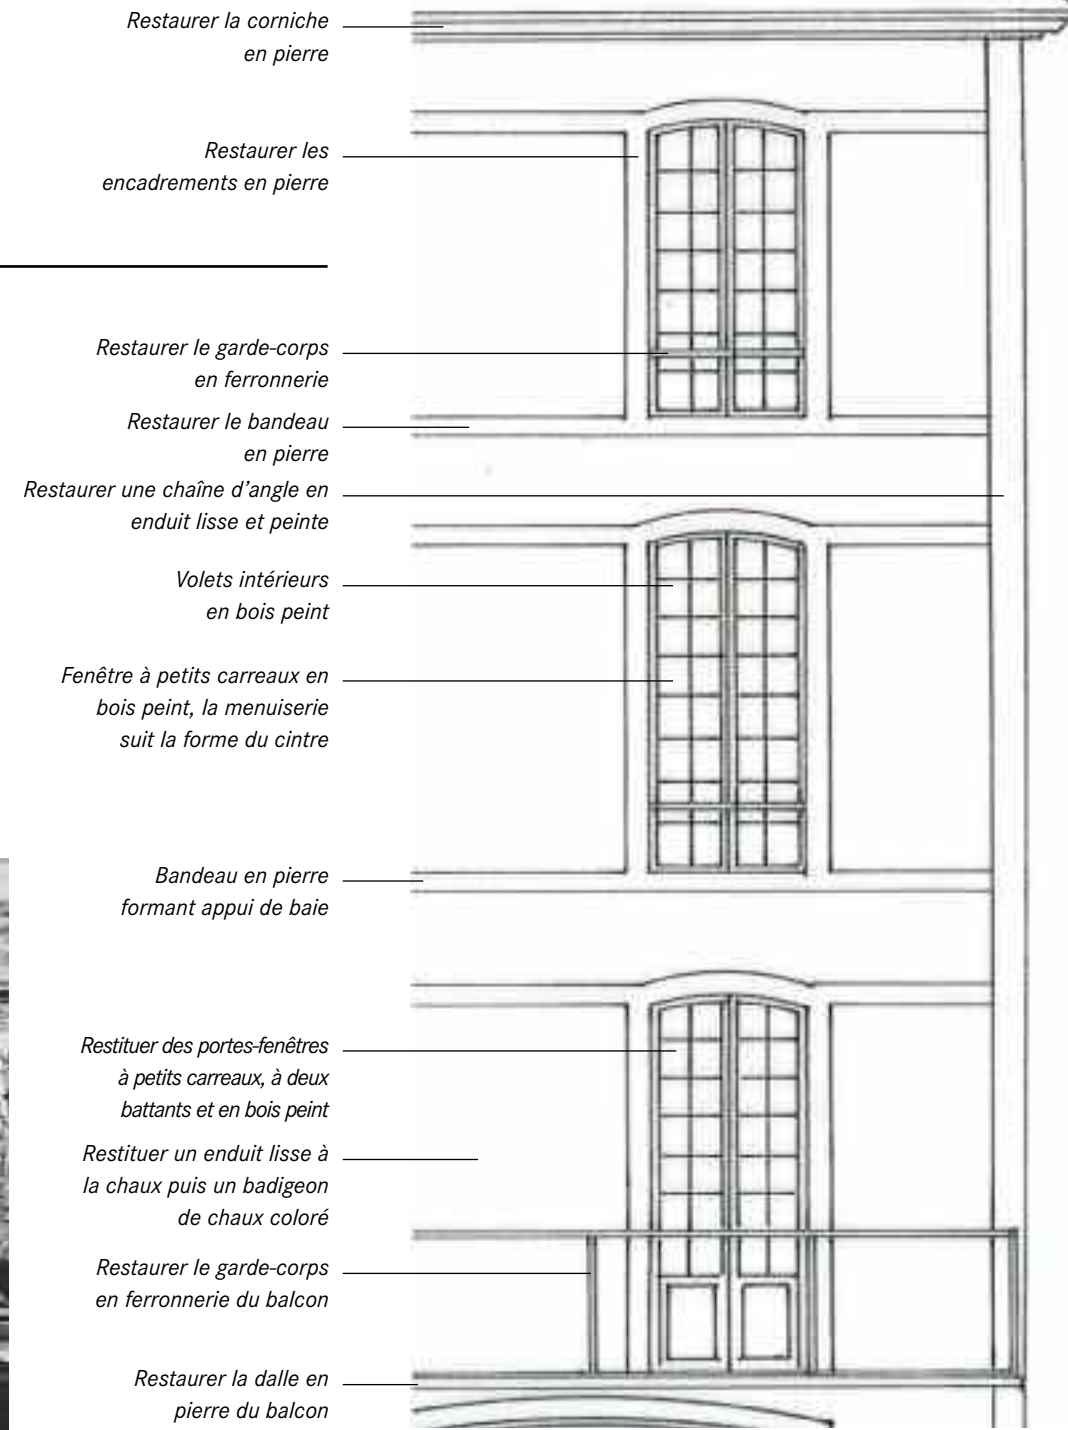 Restaurer la corniche
en pierre
Restaurer les
encadrements en pierre
Restaurer le garde-corps
en ferronnerie
Restaurer le bandeau
en pierre
Restaurer une chaîne d'angle en
enduit lisse et peinte
Volets intérieurs
en bois peint
Fenêtre à petits carreaux en
bois peint, la menuiserie
suit la forme du cintre
Bandeau en pierre
formant appui de baie
Restituer des portes-fenêtres
à petits carreaux, à deux
battants et en bois peint
Restituer un enduit lisse à
la chaux puis un badigeon
de chaux coloré
Restaurer le garde-corps
en ferronnerie du balcon
Restaurer la dalle en
pierre du balcon